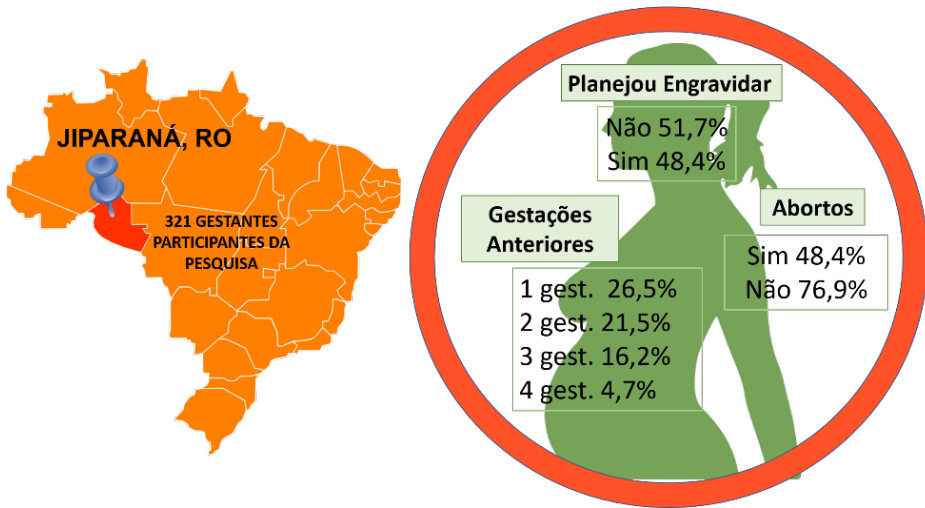 JIPARANÁ, RO
321 GESTANTES
PARTICIPANTES DA
PESQUISA
Planejou Engravidar
Não 51,7%
Sim 48,4%
Gestações
Anteriores
1 gest. 26,5%
2 gest. 21,5%
3 gest. 16,2%
4 gest. 4,7%
Abortos
Sim 48,4%
Não 76,9%